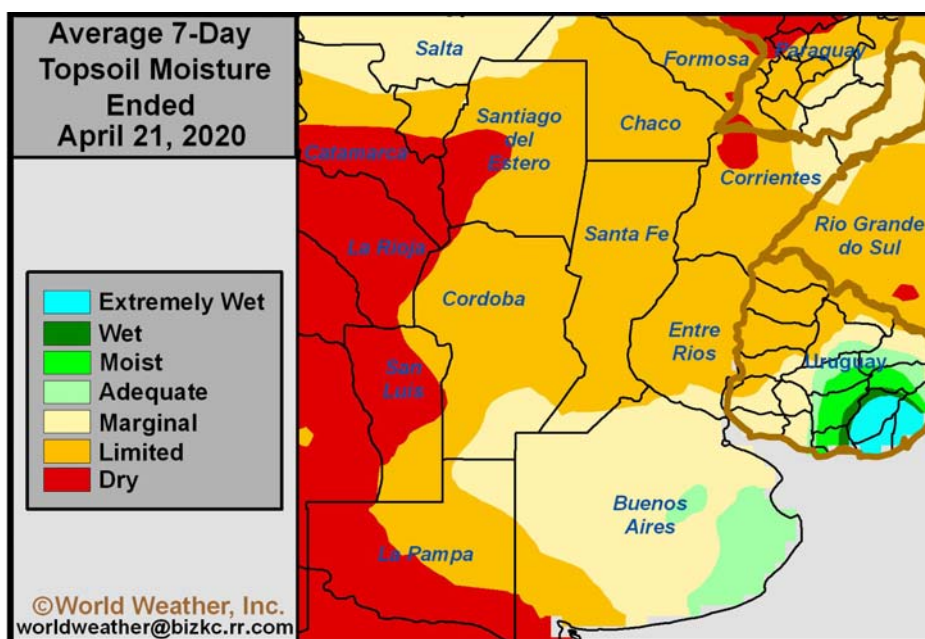 Average 7-Day
Topsoil Moisture
Ended
April 21, 2020
Extremely Wet
Wet
Moist
Adequate
Marginal
Limited
Dry
©World Weather, Inc.
worldweather@bizkc.rr.com
Salta
Formosa
Paraguay
Santiago
del
Estero
Chaco
Catamarca
Corrientes
Rio Grande
do Sul
La Rioja
Santa Fe
Cordoba
Entre
Rios
San
Luis
Uruguay
Buenos
Aires
La Pampa